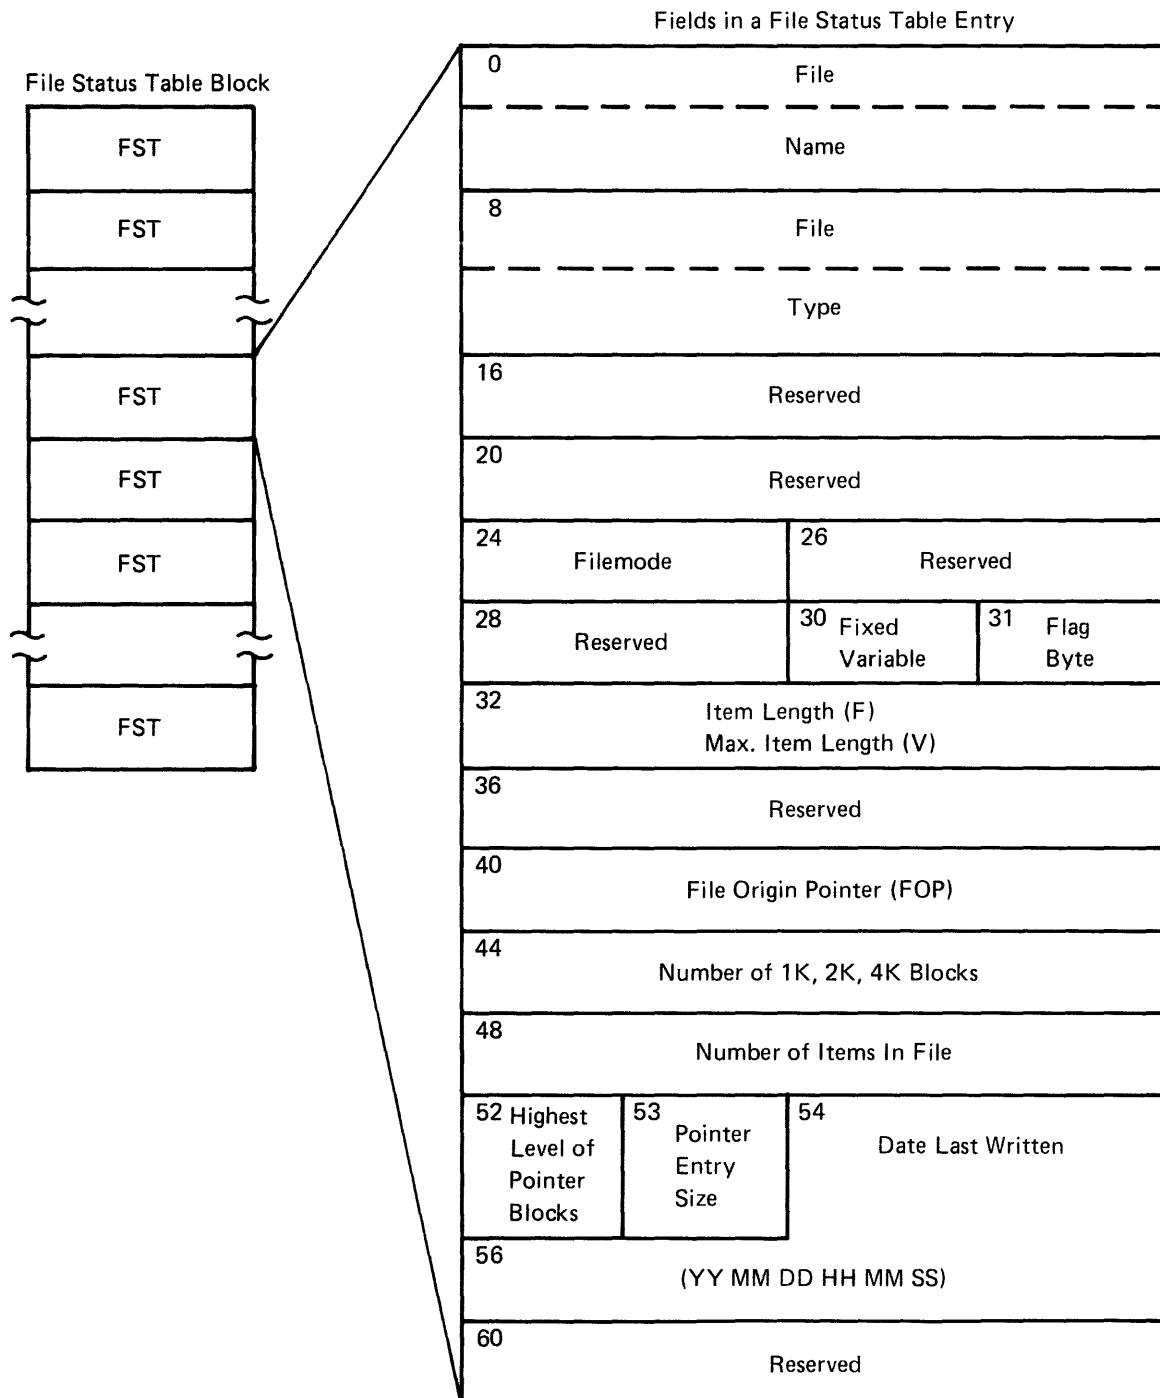 Fields in a File Status Table Entry
File Status Table Block
FST
FST
FST
FST
FST
FST
0
File
Name
8
File
Type
16
Reserved
20
Reserved
24
Filemode
26
Reserved
28
Reserved
30 Fixed
Variable
31 Flag
Byte
32
Item Length (F)
Max. Item Length (V)
36
Reserved
40
File Origin Pointer (FOP)
44
Number of 1K, 2K, 4K Blocks
48
Number of Items In File
52 Highest
Level of
Pointer
Blocks
53
Pointer
Entry
Size
54
Date Last Written
56
(YY MM DD HH MM SS)
60
Reserved